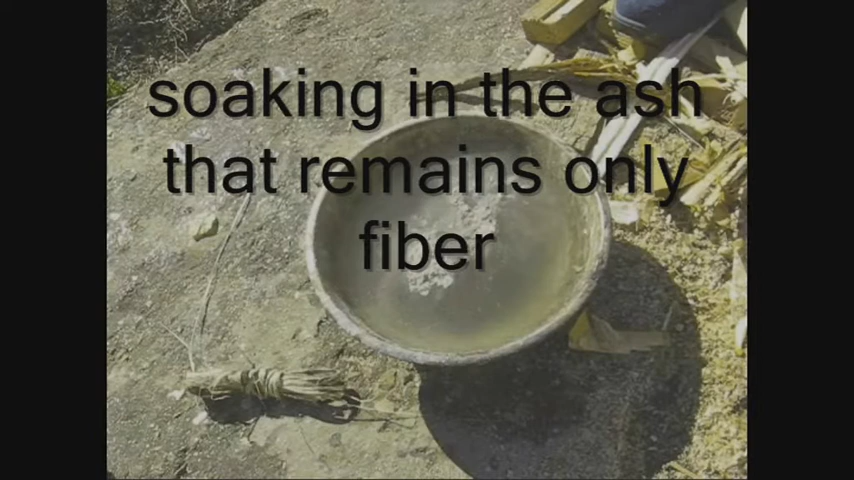 soaking in the ash
that remains only
fiber